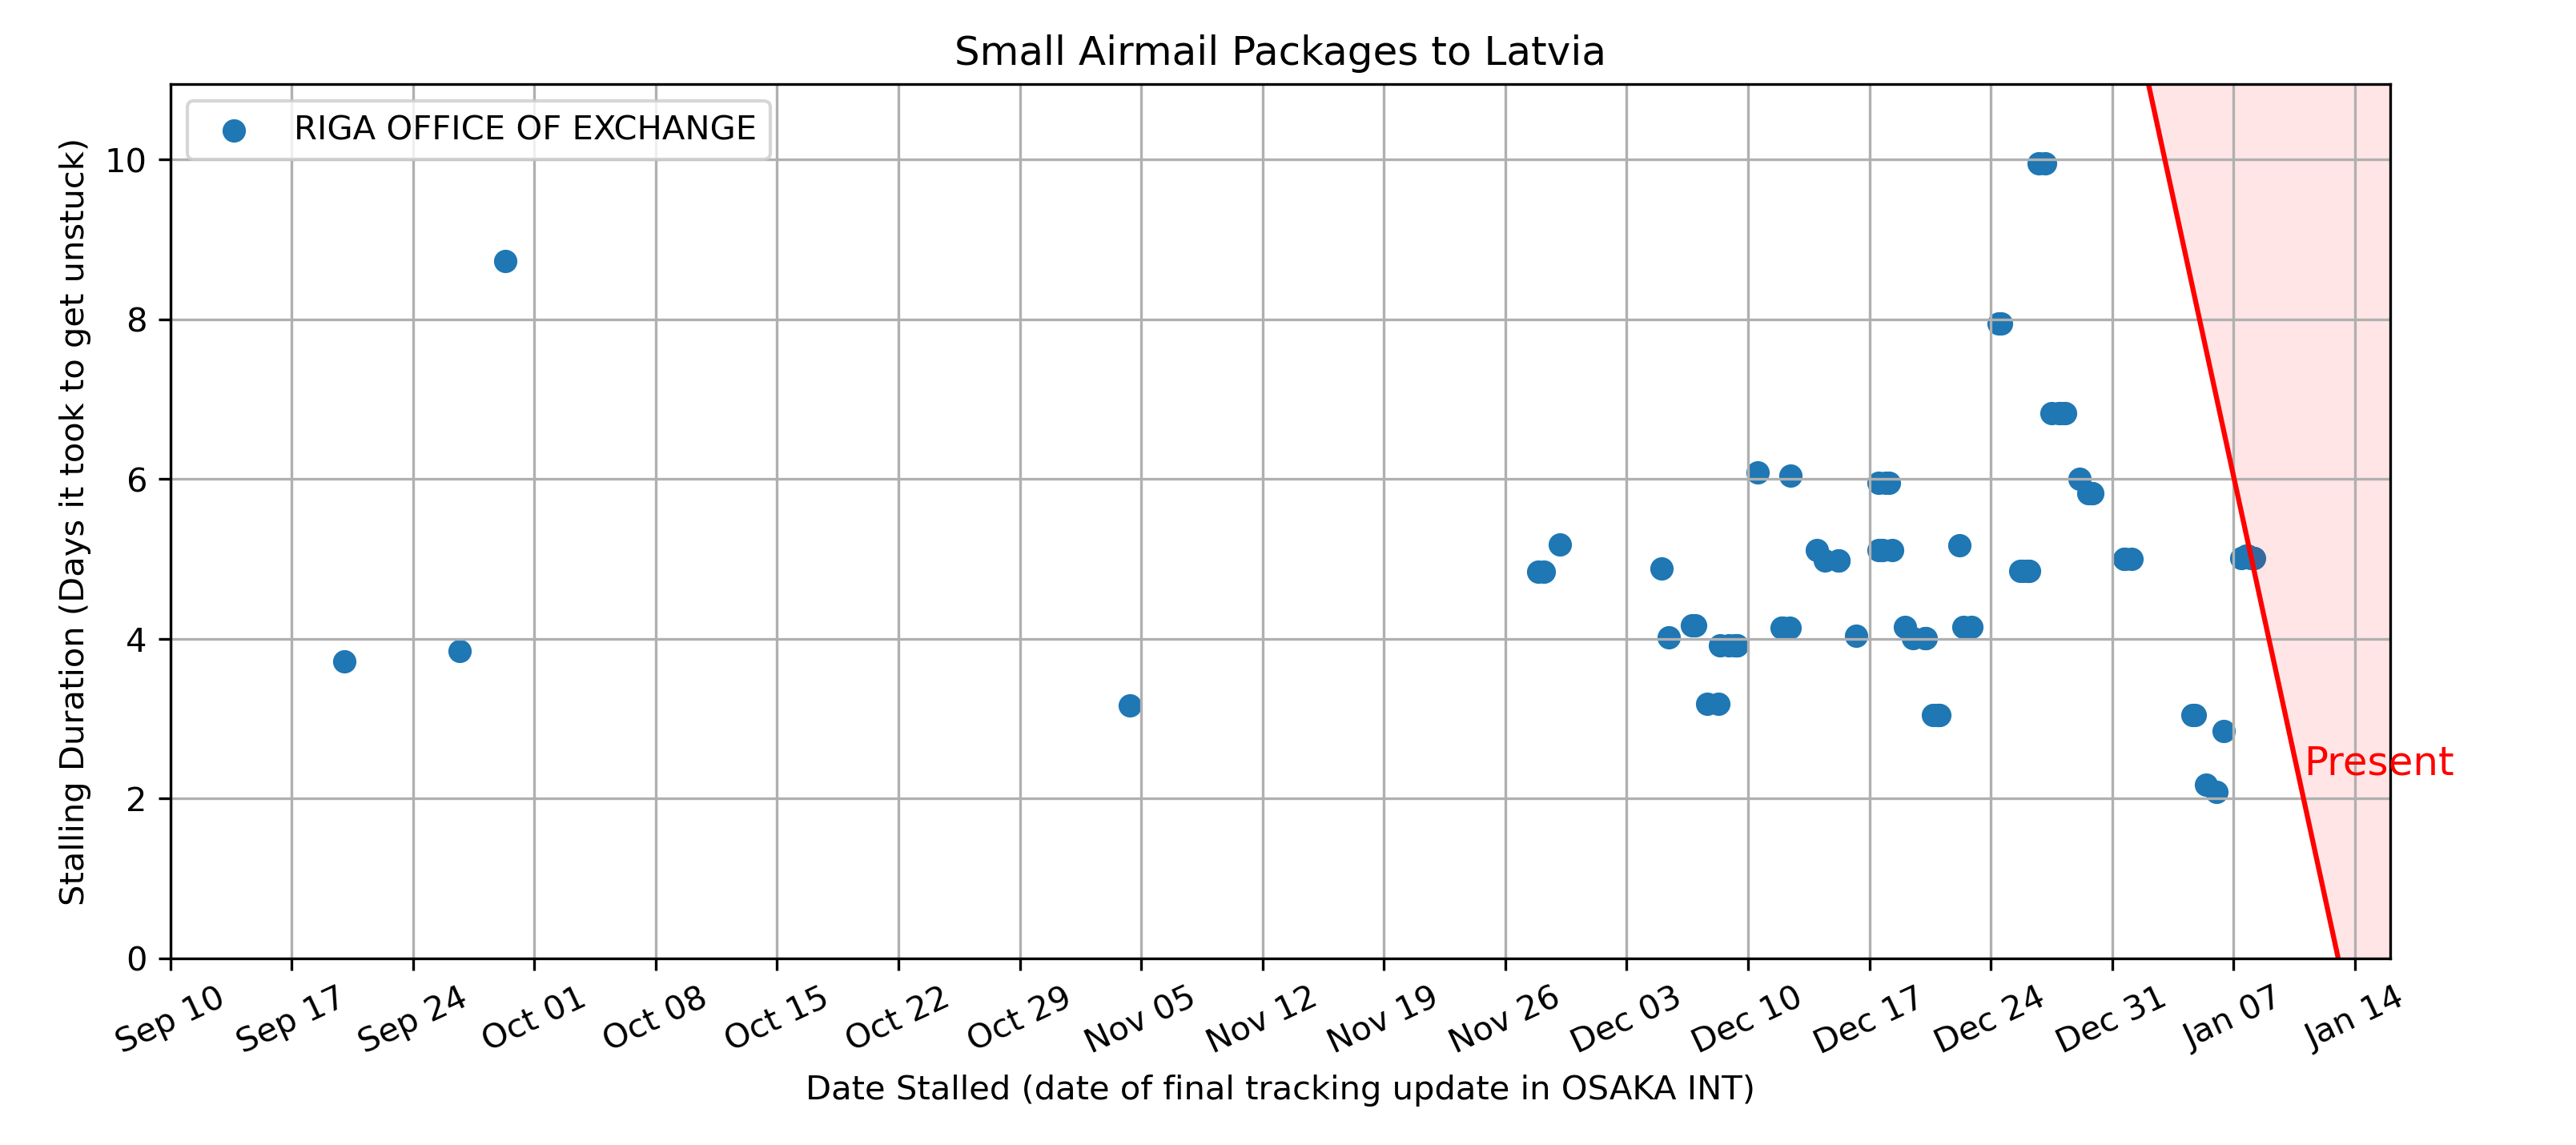 Small Airmail Packages to Latvia
RIGA OFFICE OF EXCHANGE
Stalling Duration (Days it took to get unstuck)
10
8
6
4
2
0
Present
Sep 10
Sep 17
Sep 24
Oct 01
Oct 08
Oct 15
Oct 22
Oct 29
Nov 05
Nov 12
Nov 19
Nov 26
Dec 03
Dec 10
Dec 17
Dec 24
Dec 31
Jan 07
Jan 14
Date Stalled (date of final tracking update in OSAKA INT)